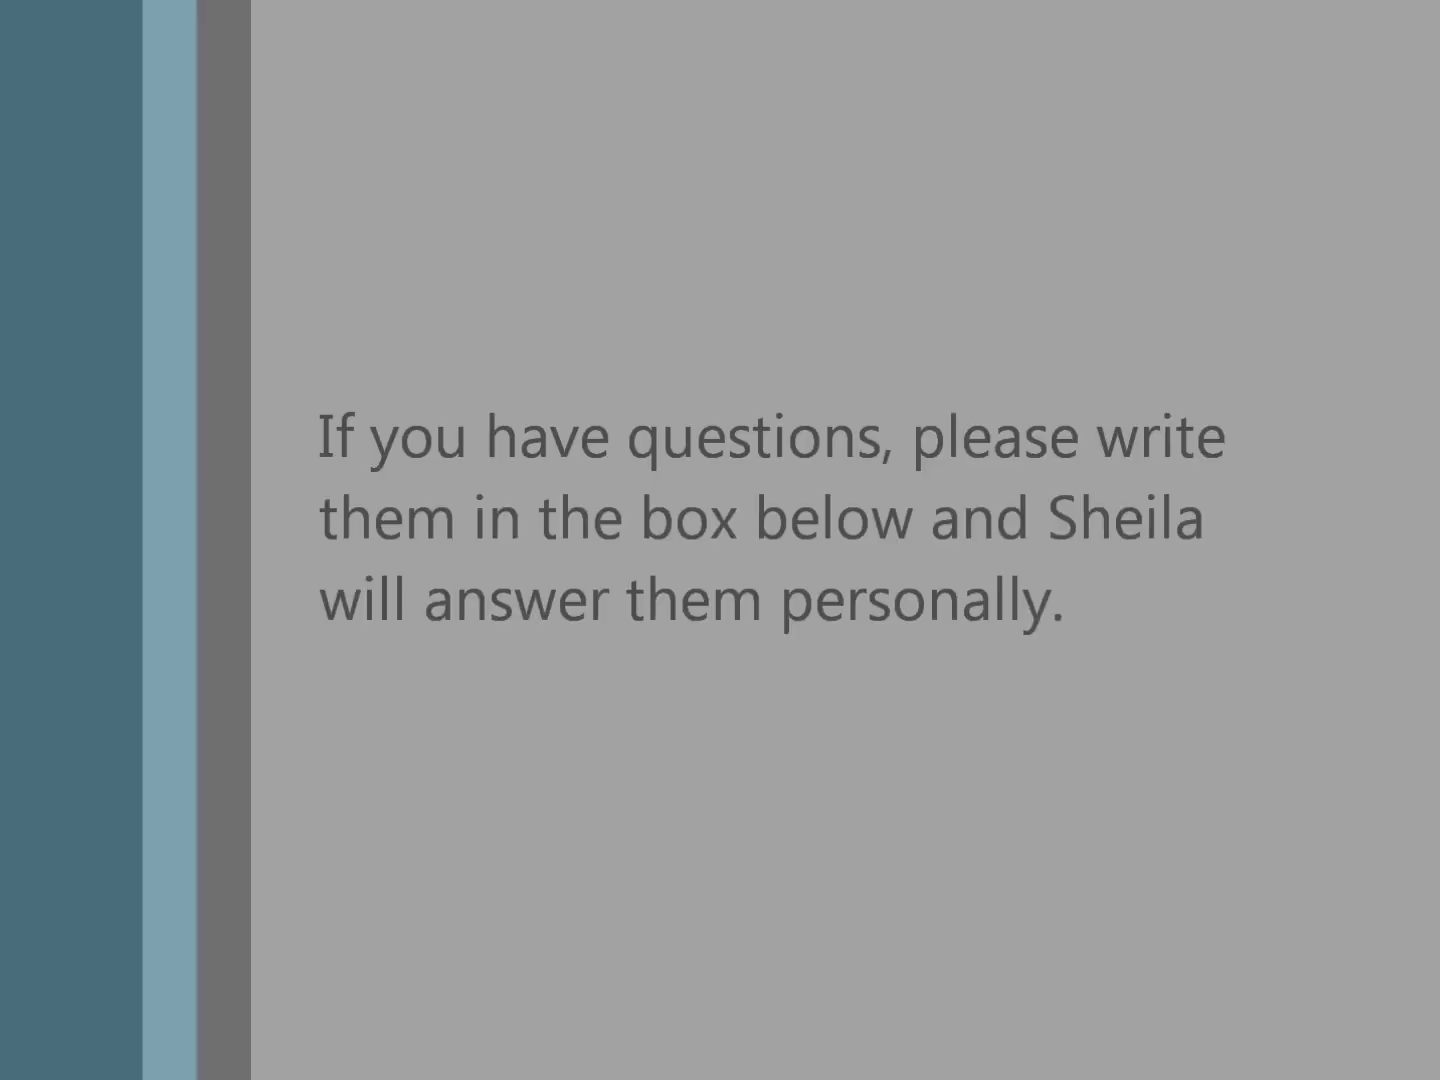 If you have questions, please write
them in the box below and Sheila
will answer them personally.